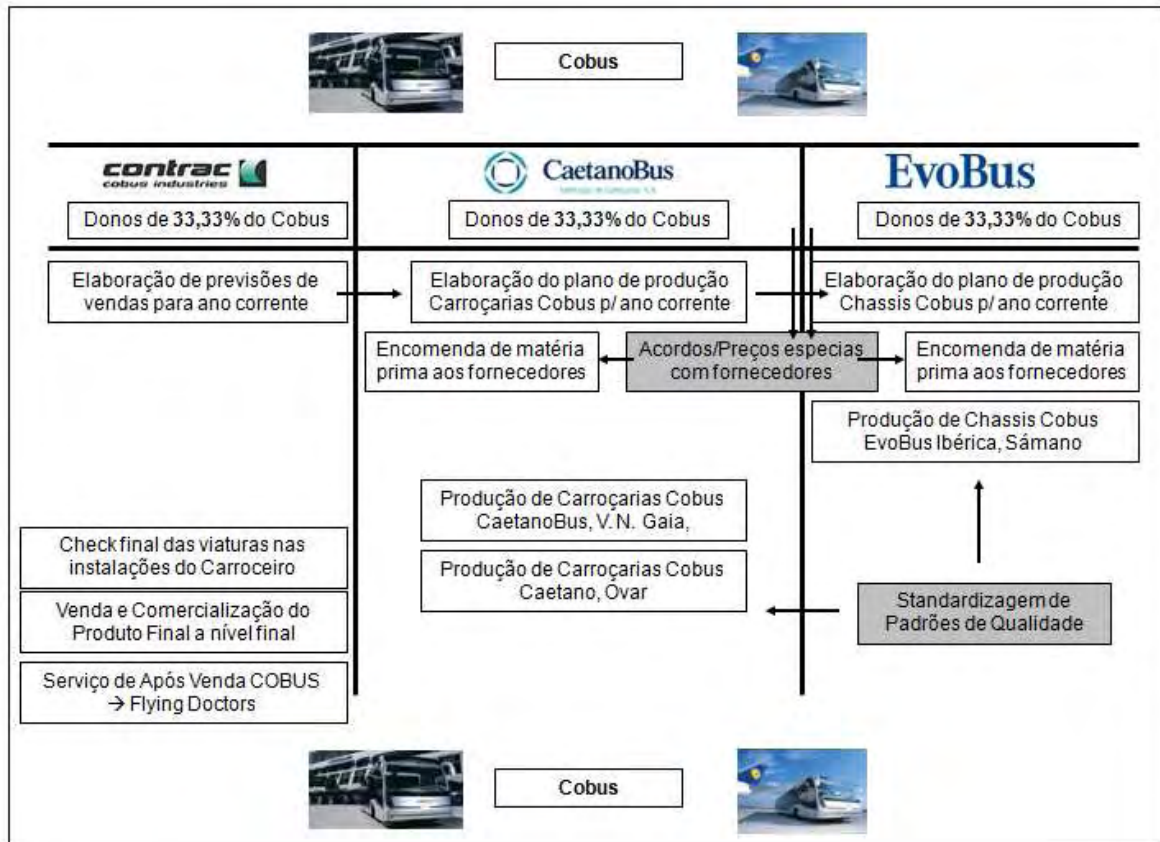 Cobus
contrac
cobus industries
CaetanoBus
EvoBus
Donos de 33,33% do Cobus
Donos de 33,33% do Cobus
Donos de 33,33% do Cobus
Elaboração de previsões de
vendas para ano corrente
Elaboração do plano de produção
Carroçarias Cobus p/ ano corrente
Elaboração do plano de produção
Chassis Cobus p/ ano corrente
Encomenda de matéria
prima aos fornecedores
Acordos/Preços especias
com fornecedores
Encomenda de matéria
prima aos fornecedores
Produção de Chassis Cobus
EvoBus Ibérica, Sámano
Produção de Carroçarias Cobus
CaetanoBus, V. N. Gaia,
Check final das viaturas nas
instalações do Carroceiro
Produção de Carroçarias Cobus
Caetano, Ovar
Venda e Comercialização do
Produto Final a nível final
Standardizagem de
Padrões de Qualidade
Serviço de Após Venda COBUS
→ Flying Doctors
Cobus